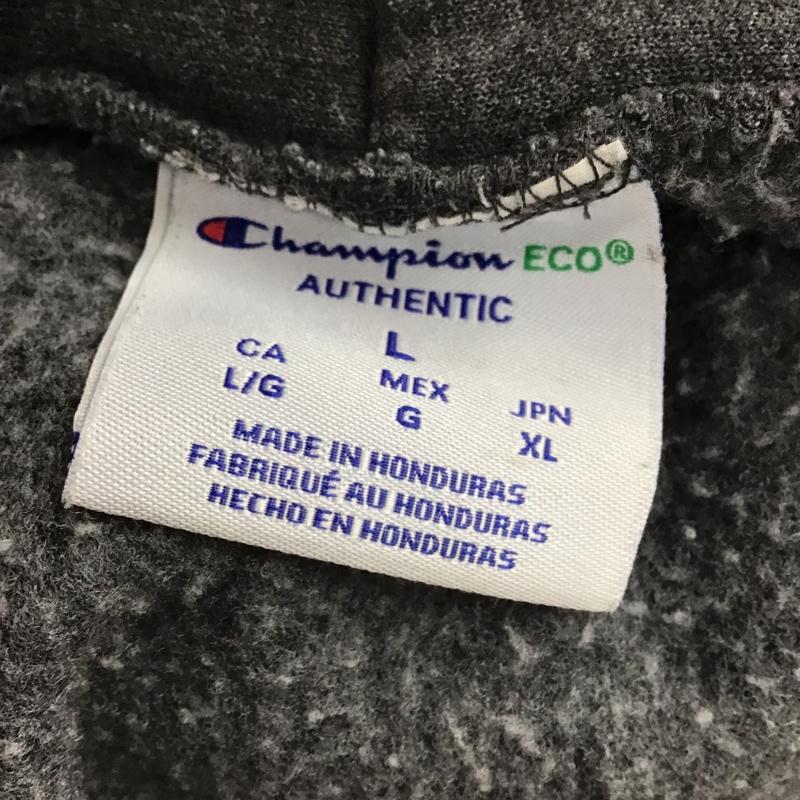 Champion ECO®
AUTHENTIC
L
CA MEX JPN
L/G G XL
MADE IN HONDURAS
FABRIQUÉ AU HONDURAS
HECHO EN HONDURAS